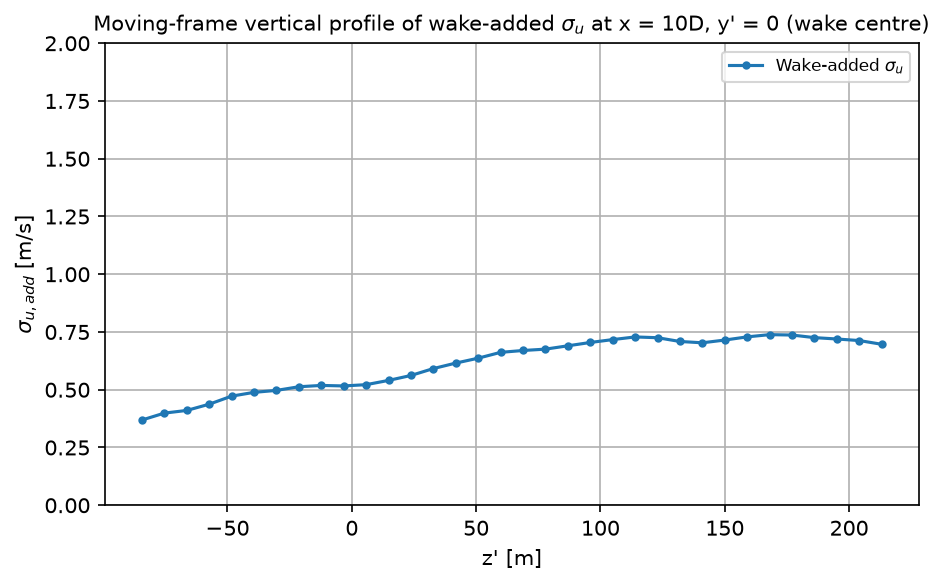 Moving-frame vertical profile of wake-added σu at x = 10D, y' = 0 (wake centre)
2.00
Wake-added σu
1.75
1.50
1.25
1.00
0.75
0.50
0.25
0.00
σu,add [m/s]
−50 0 50 100 150 200
z' [m]